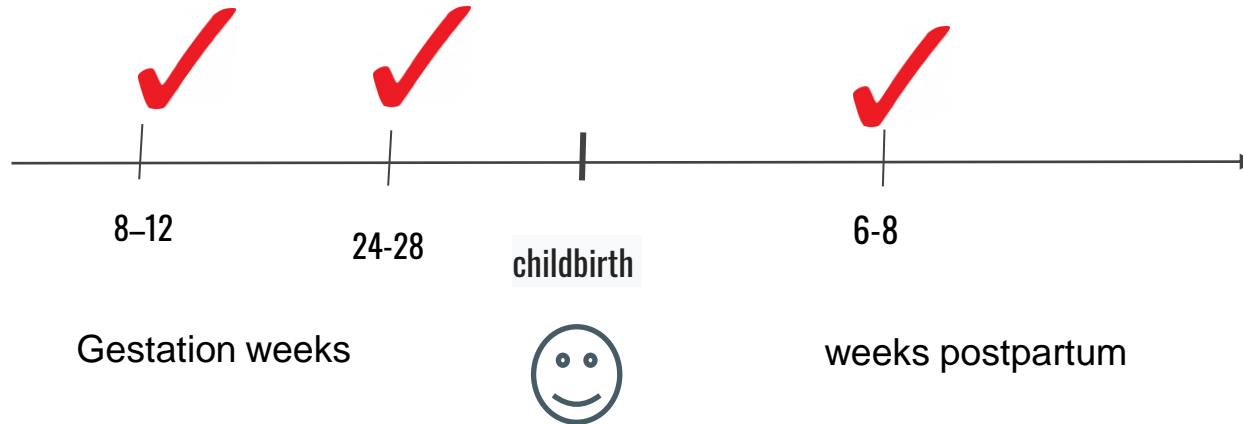 8–12
24-28
childbirth
6-8
Gestation weeks
weeks postpartum